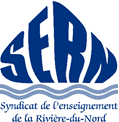 SERN
Syndicat de l'enseignement
de la Rivière-du-Nord